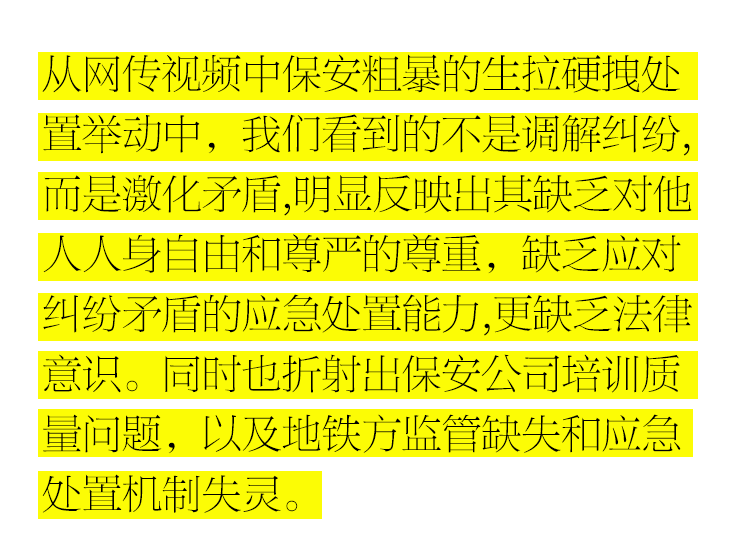 从网传视频中保安粗暴的生拉硬拽处
置举动中，我们看到的不是调解纠纷,
而是激化矛盾,明显反映出其缺乏对他
人人身自由和尊严的尊重，缺乏应对
纠纷矛盾的应急处置能力,更缺乏法律
意识。同时也折射出保安公司培训质
量问题，以及地铁方监管缺失和应急
处置机制失灵。